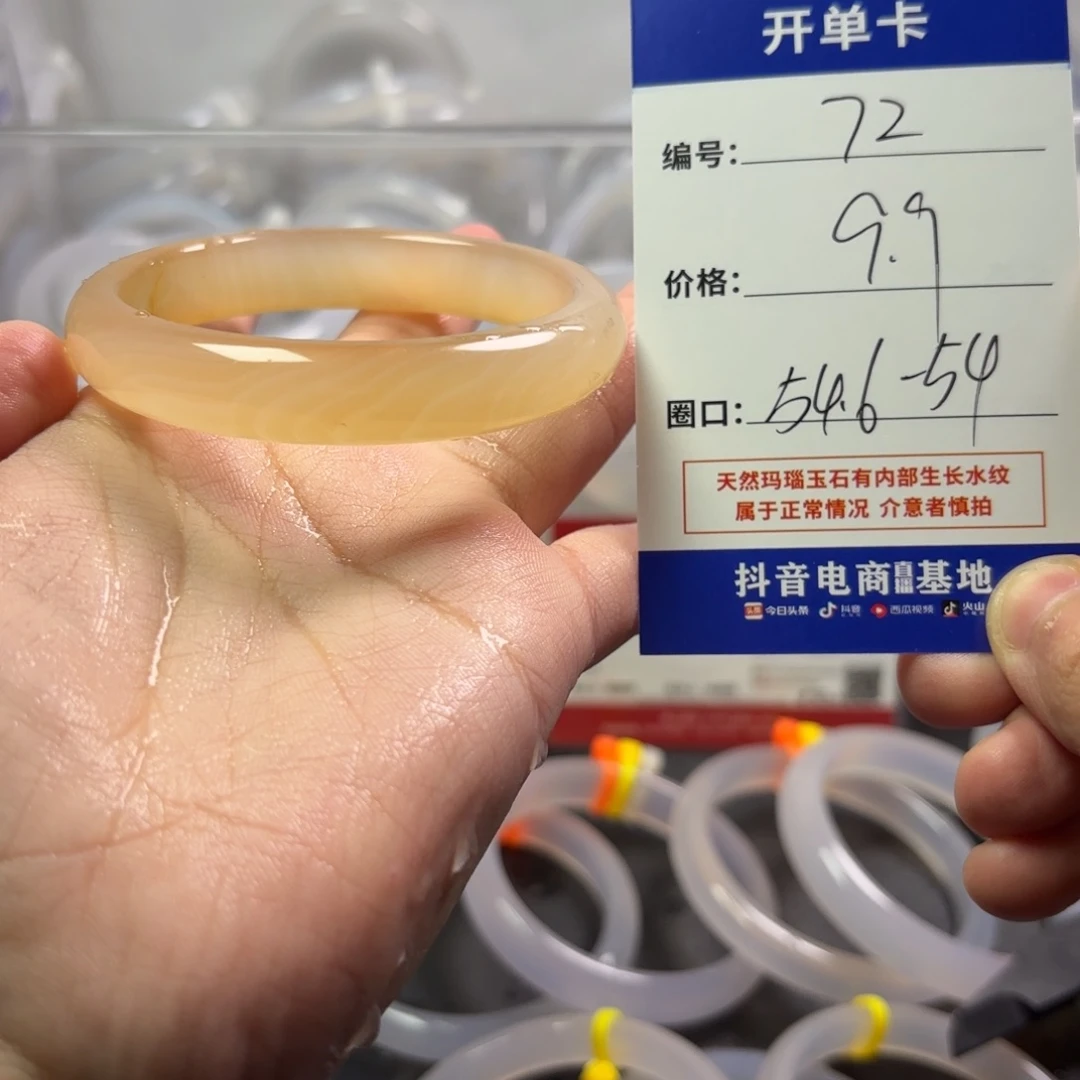 开单卡
编号: 72
价格: 9.9
圈口: 54.6-54
天然玛瑙玉石有内部生长水纹
属于正常情况 介意者慎拍
抖音电商直播基地
今日头条 抖音 西瓜视频 火山